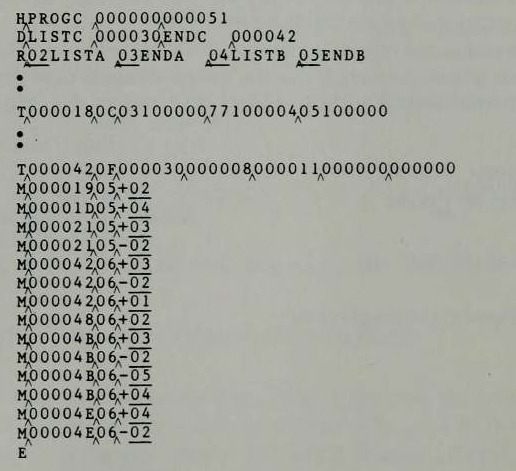 H‸PROGC ‸000000‸000051
D‸LISTC ‸000030‸ENDC ‸000042
R‸02LISTA ‸03ENDA ‸04LISTB ‸05ENDB
•
•
T‸000018‸0C‸03100000‸77100004‸05100000
•
•
T‸000042‸0F‸000030‸000008‸000011‸000000‸000000
M‸000019‸05‸+02
M‸00001D‸05‸+04
M‸000021‸05‸+03
M‸000021‸05‸-02
M‸000042‸06‸+03
M‸000042‸06‸-02
M‸000042‸06‸+01
M‸000048‸06‸+02
M‸00004B‸06‸+03
M‸00004B‸06‸-02
M‸00004B‸06‸-05
M‸00004B‸06‸+04
M‸00004E‸06‸+04
M‸00004E‸06‸-02
E